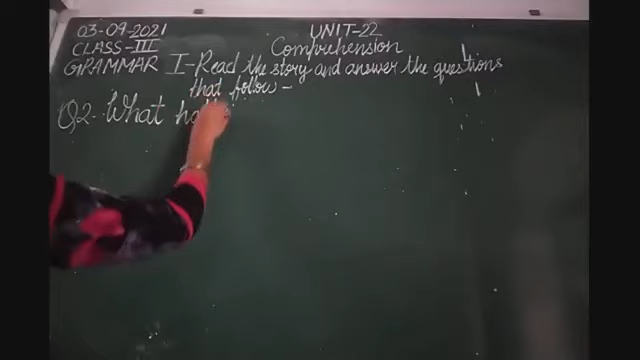 03-09-2021
UNIT-22
CLASS-III
Comprehension
GRAMMAR I-Read the story and answer the questions
that follow -
Q2. What